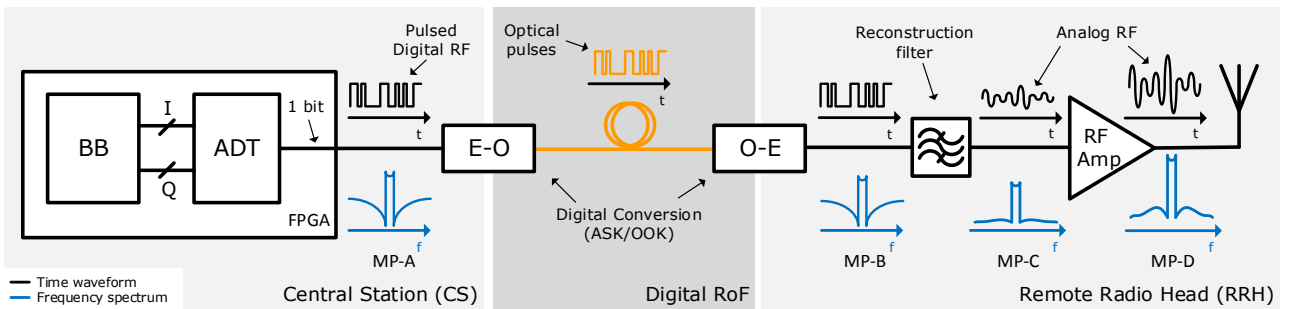 Pulsed
Digital RF
Optical
pulses
Reconstruction
filter
Analog RF
t
t
t
t
t
1 bit
I
Q
BB
ADT
FPGA
E-O
O-E
RF
Amp
Digital Conversion
(ASK/OOK)
f
f
f
f
MP-A
MP-B
MP-C
MP-D
Time waveform
Frequency spectrum
Central Station (CS)
Digital RoF
Remote Radio Head (RRH)